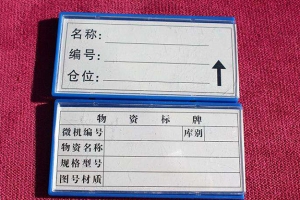 名称：
编号：
仓位：
物资标牌
微机编号 库别
物资名称
规格型号
图号材质